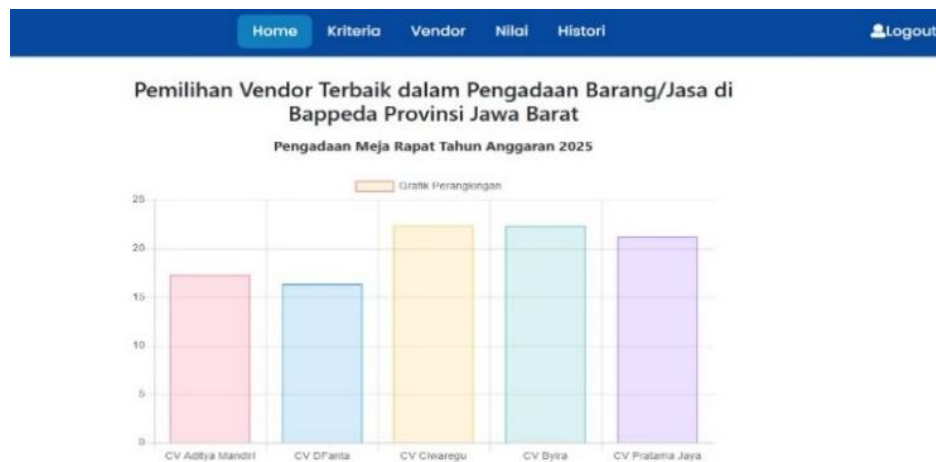 Home Kriteria Vendor Nilai Histori Logout
Pemilihan Vendor Terbaik dalam Pengadaan Barang/Jasa di
Bappeda Provinsi Jawa Barat
Pengadaan Meja Rapat Tahun Anggaran 2025
Grafik Perangkingan
25
20
15
10
5
0
CV Aditya Mandiri CV DFanta CV Ciwaregu CV Byira CV Pratama Jaya